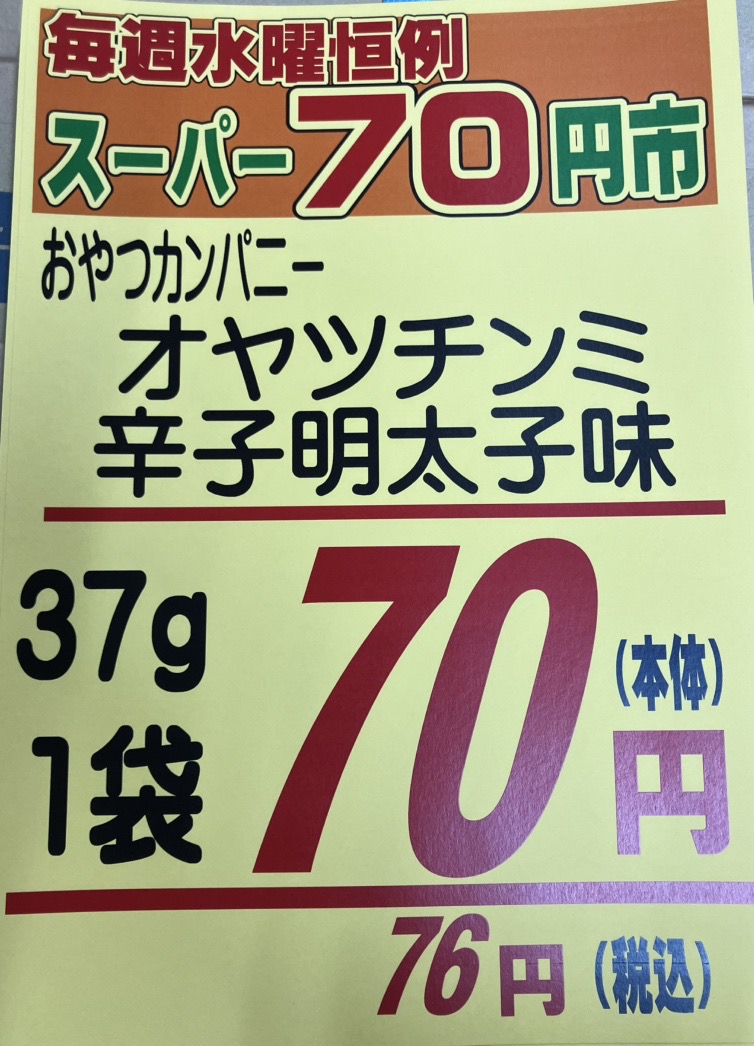 毎週水曜恒例
スーパー70円市
おやつカンパニー
オヤツチンミ
辛子明太子味
37g
1袋
70円
(本体)
76円(税込)